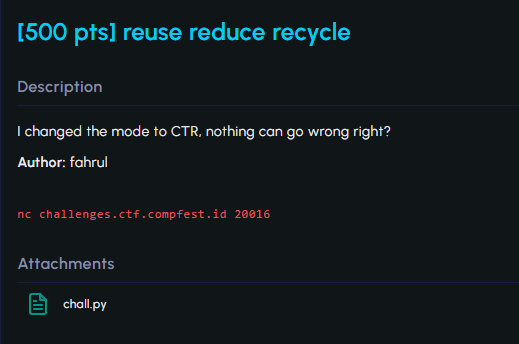 [500 pts] reuse reduce recycle
Description
I changed the mode to CTR, nothing can go wrong right?
Author: fahrul
nc challenges.ctf.compfest.id 20016
Attachments
chall.py